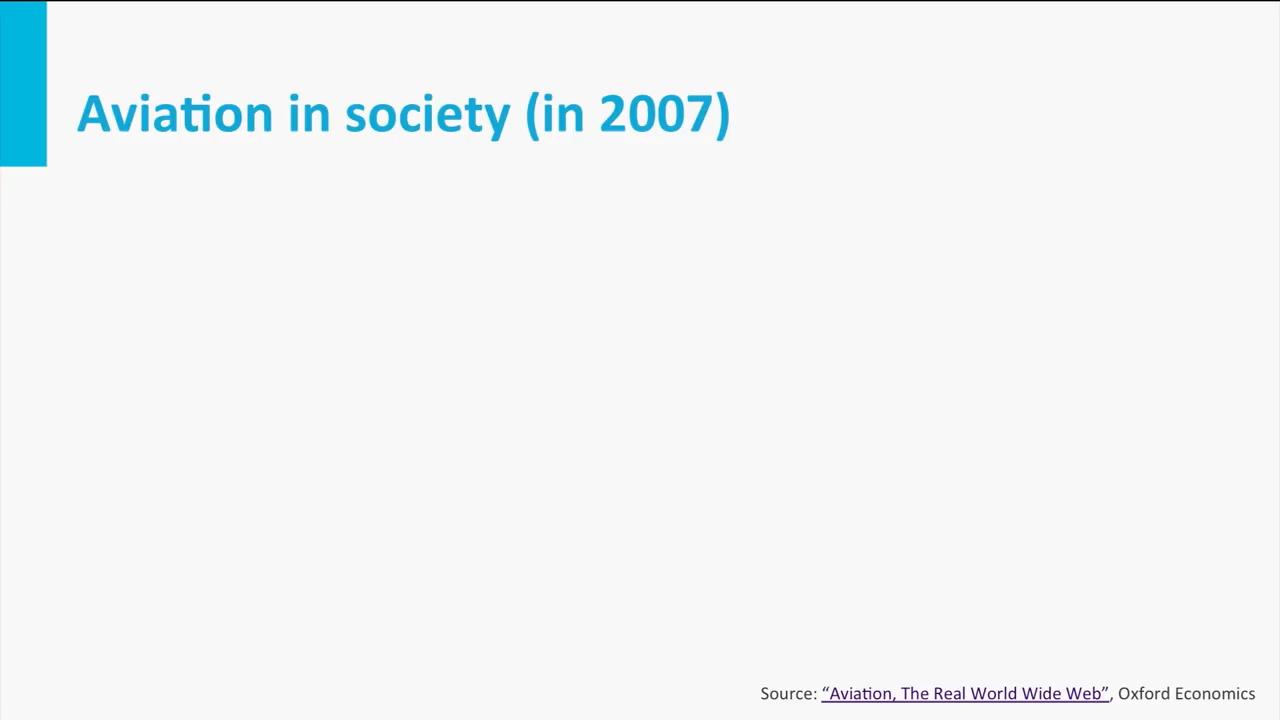 Aviation in society (in 2007)
Source: “Aviation, The Real World Wide Web”, Oxford Economics